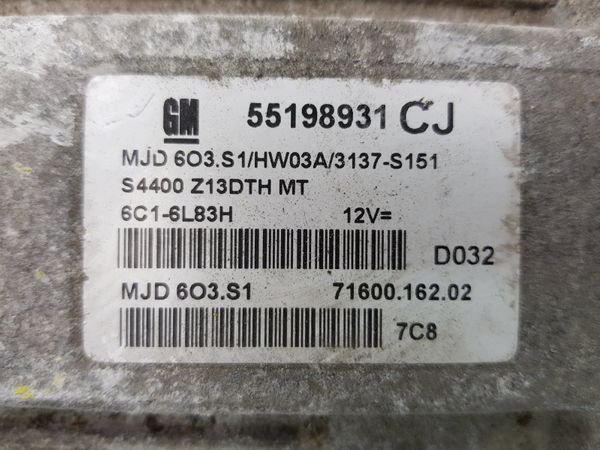 GM 55198931 CJ
MJD 6O3.S1/HW03A/3137-S151
S4400 Z13DTH MT
6C1-6L83H 12V=
D032
MJD 6O3.S1 71600.162.02
7C8